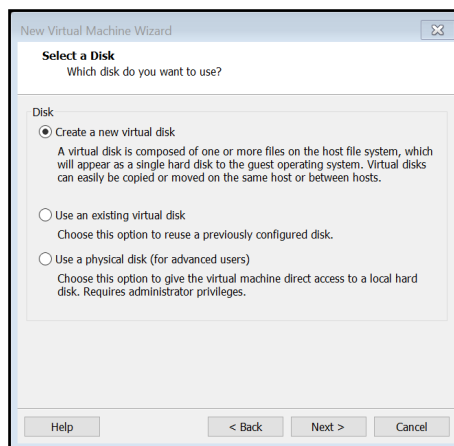 New Virtual Machine Wizard
Select a Disk
Which disk do you want to use?
Disk
Create a new virtual disk
A virtual disk is composed of one or more files on the host file system, which
will appear as a single hard disk to the guest operating system. Virtual disks
can easily be copied or moved on the same host or between hosts.
Use an existing virtual disk
Choose this option to reuse a previously configured disk.
Use a physical disk (for advanced users)
Choose this option to give the virtual machine direct access to a local hard
disk. Requires administrator privileges.
Help < Back Next > Cancel